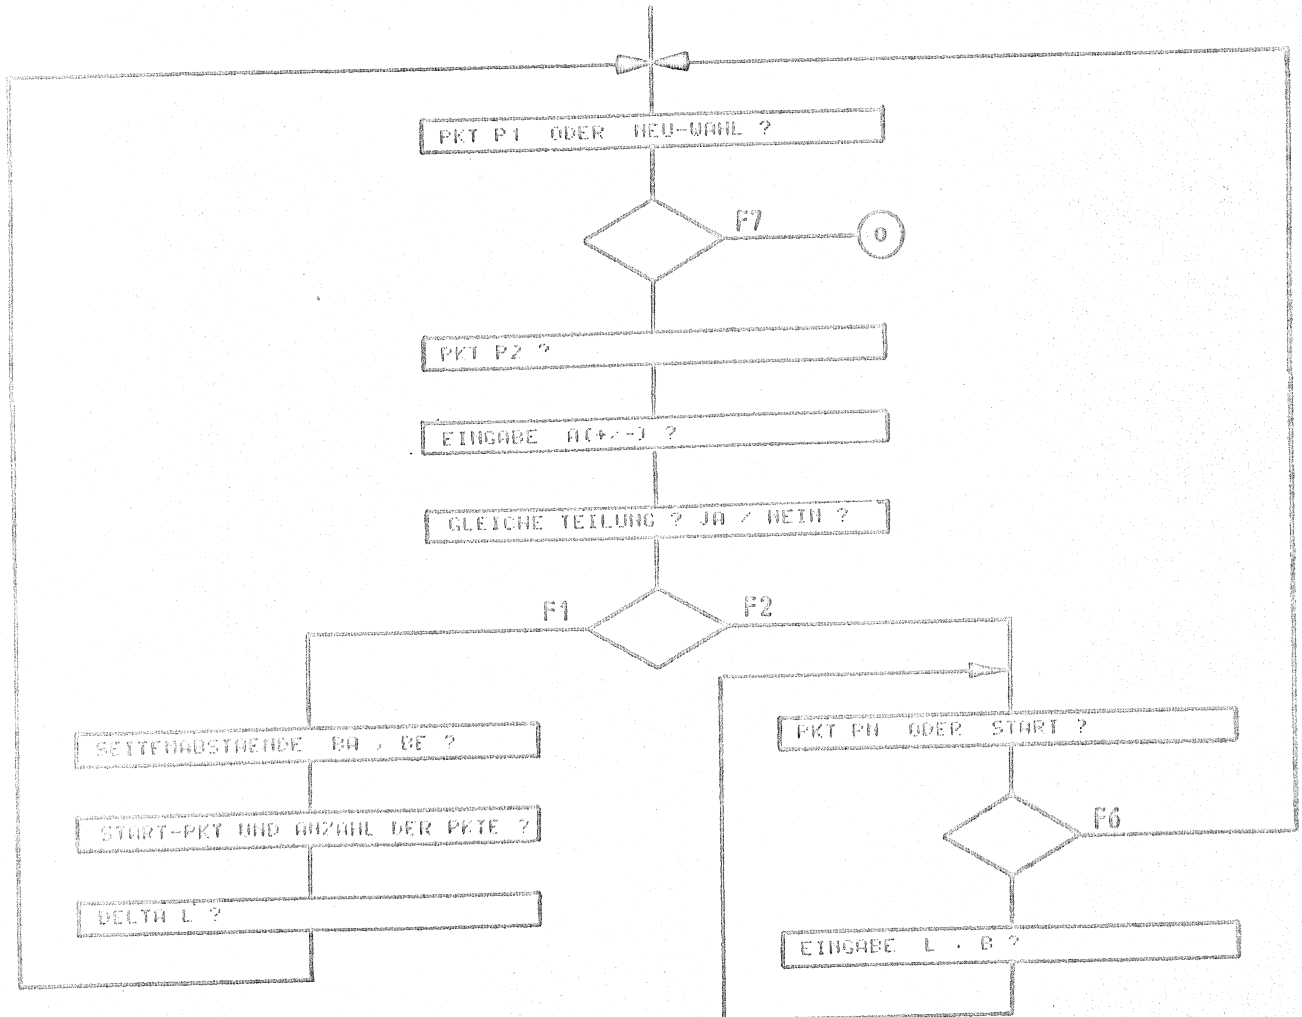 PKT P1 ODER NEU-WAHL ?
F7
0
PKT P2 ?
EINGABE A(+/-) ?
GLEICHE TEILUNG ? JA / NEIN ?
F1
F2
SEITENABSTAENDE BA , BE ?
PKT PN ODER START ?
START-PKT UND ANZAHL DER PKTE ?
F6
DELTA L ?
EINGABE L . B ?